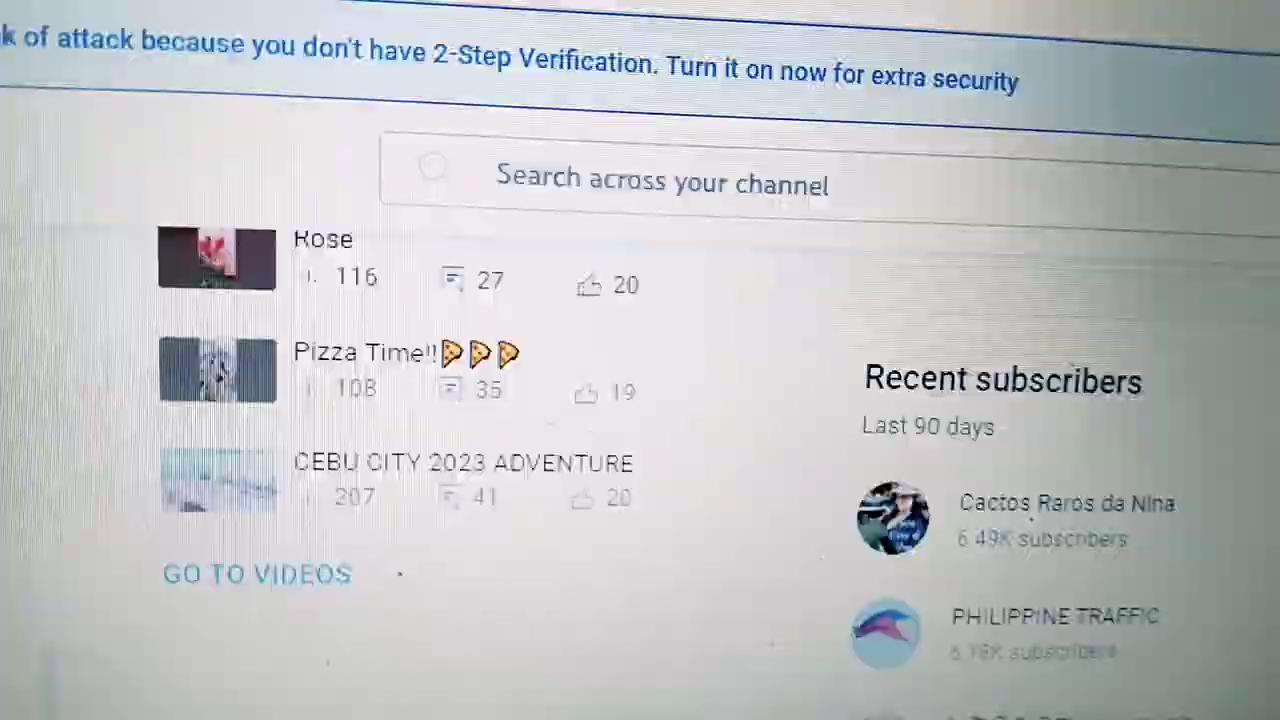 k of attack because you don't have 2-Step Verification. Turn it on now for extra security
Search across your channel
Rose
116 27 20
Pizza Time!!🍕🍕🍕
108 35 19
CEBU CITY 2023 ADVENTURE
207 41 20
GO TO VIDEOS
Recent subscribers
Last 90 days
Cactos Raros da Nina
6.49K subscribers
PHILIPPINE TRAFFIC
subscribers